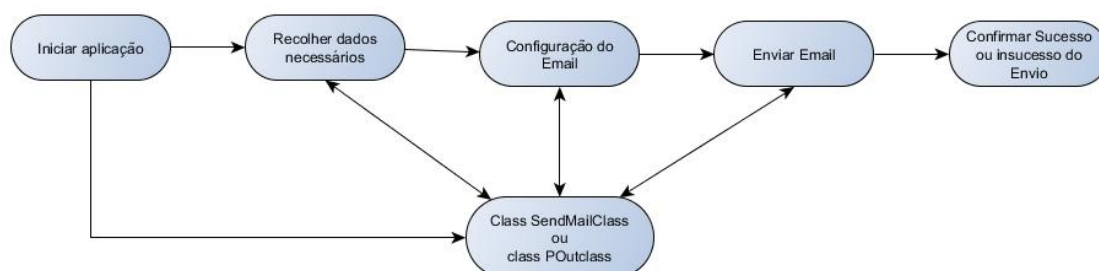 Iniciar aplicação
Recolher dados
necessários
Configuração do
Email
Enviar Email
Confirmar Sucesso
ou insucesso do
Envio
Class SendMailClass
ou
class POutclass